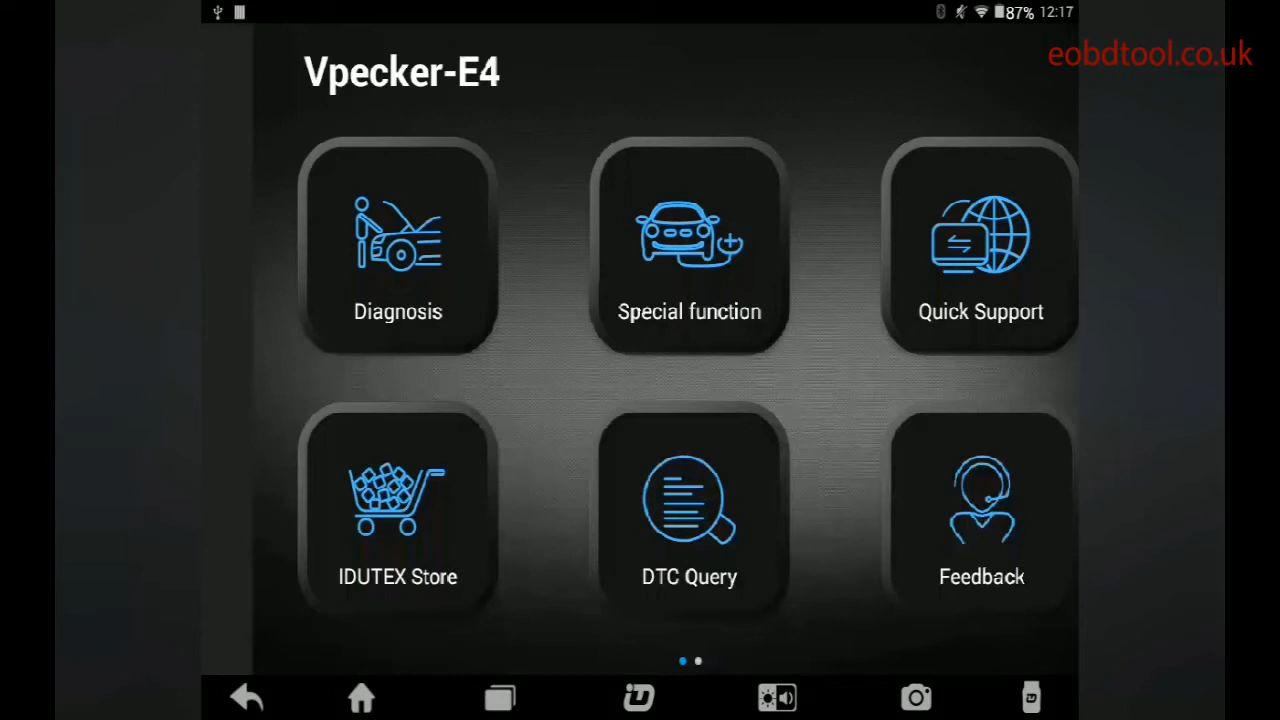 87% 12:17
eobdtool.co.uk
Vpecker-E4
Diagnosis
Special function
Quick Support
IDUTEX Store
DTC Query
Feedback